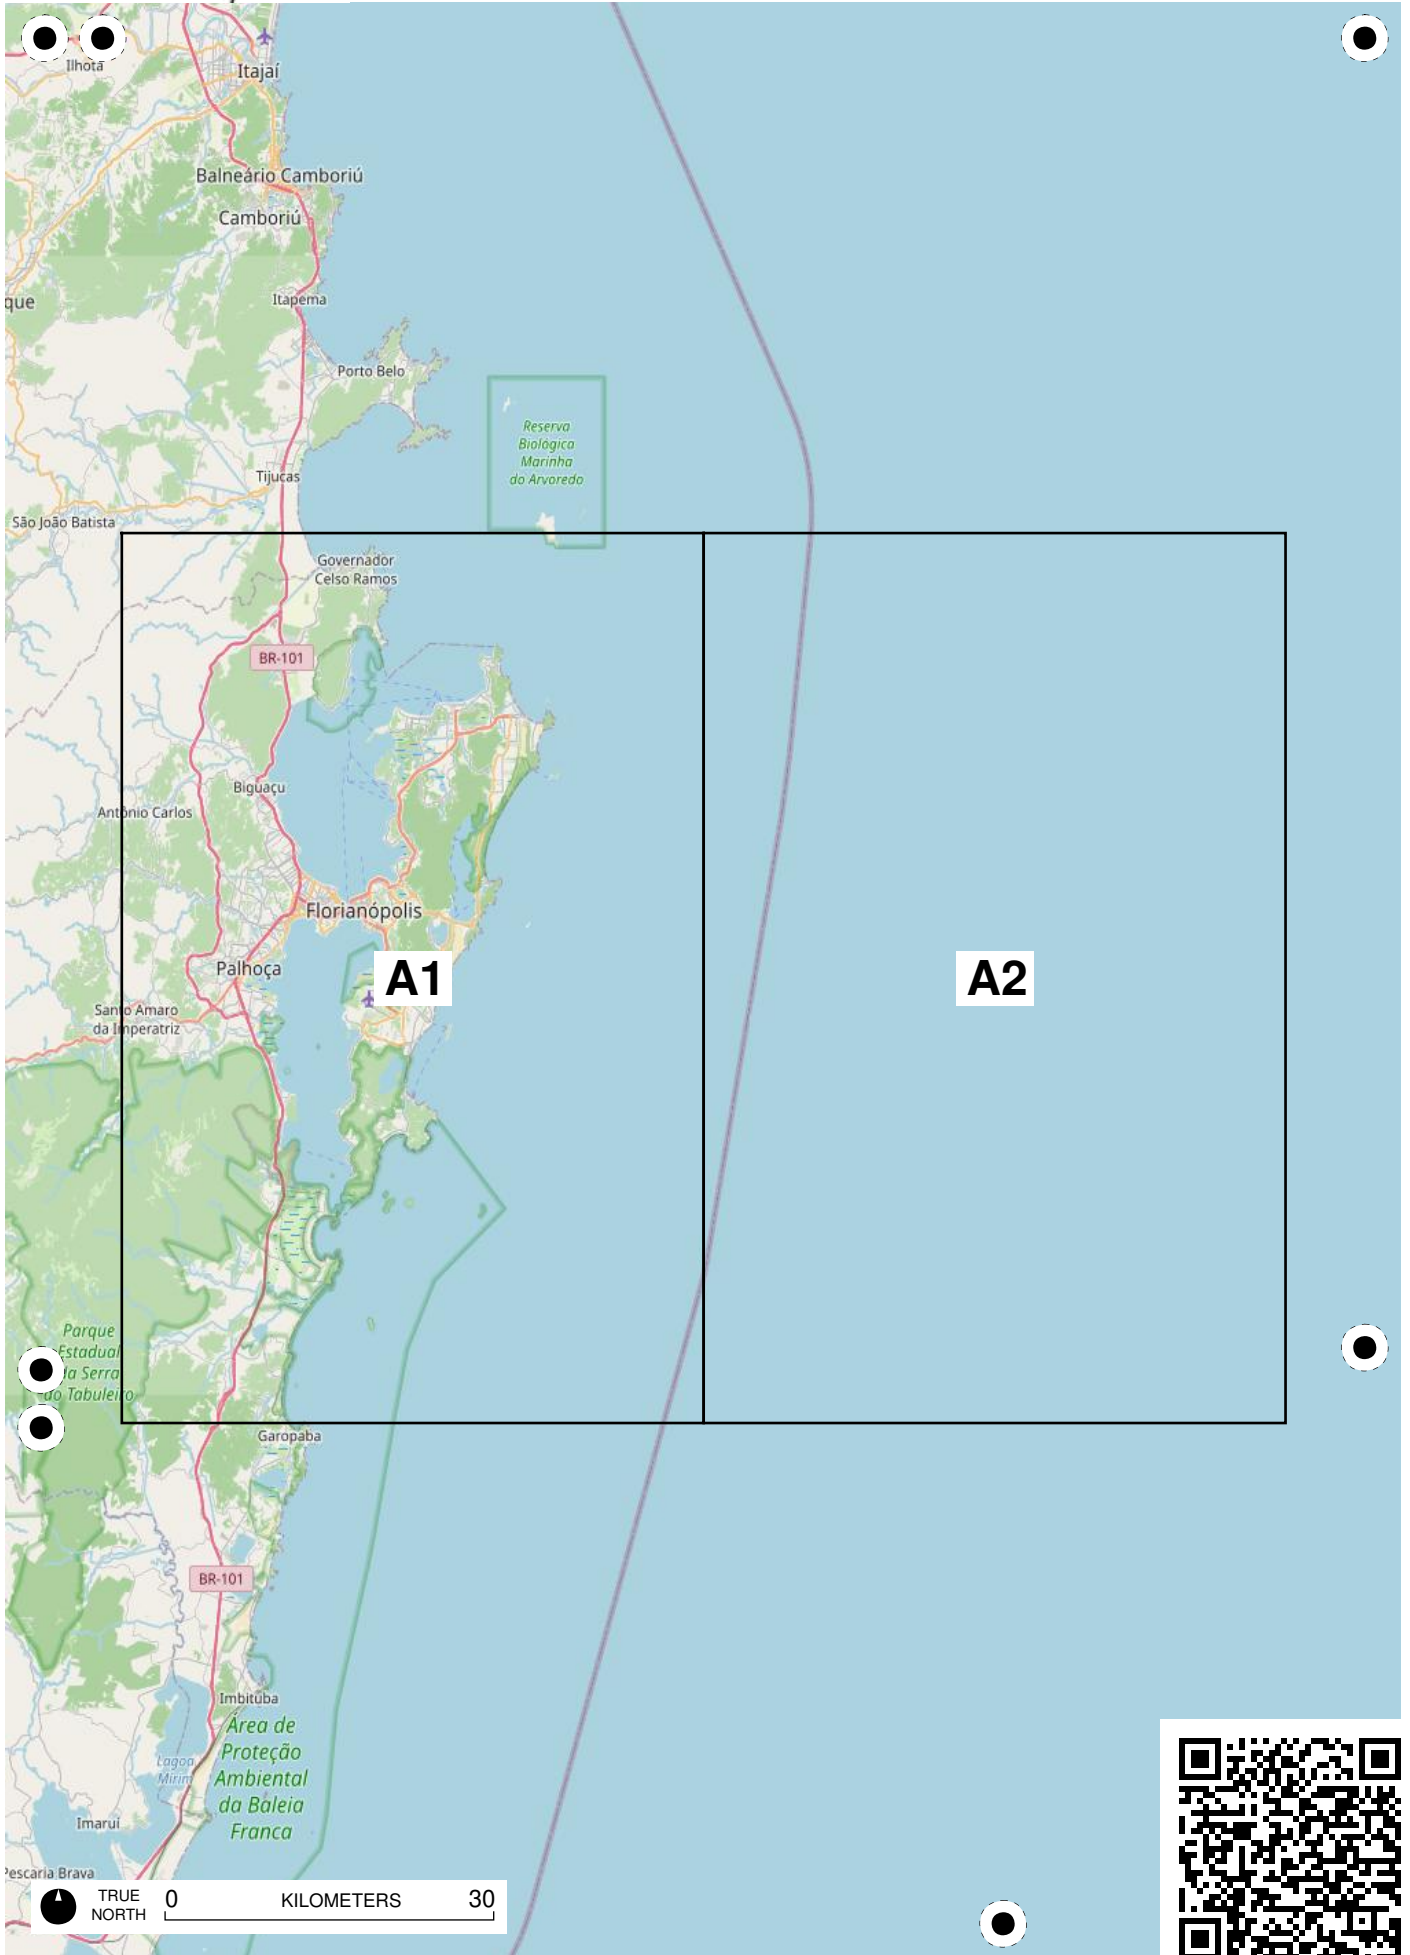 Ilhota
Itajaí
Balneário Camboriú
Camboriú
que
Itapema
Porto Belo
Reserva
Biológica
Marinha
do Arvoredo
Tijucas
São João Batista
Governador
Celso Ramos
BR-101
Biguaçu
Antônio Carlos
Florianópolis
Palhoça
A1
A2
Santo Amaro
da Imperatriz
Parque
Estadual
da Serra
do Tabuleiro
Garopaba
BR-101
Imbituba
Área de
Proteção
Ambiental
da Baleia
Franca
Lagoa
Mirim
Imaruí
Pescaria Brava
TRUE
NORTH
0 KILOMETERS 30